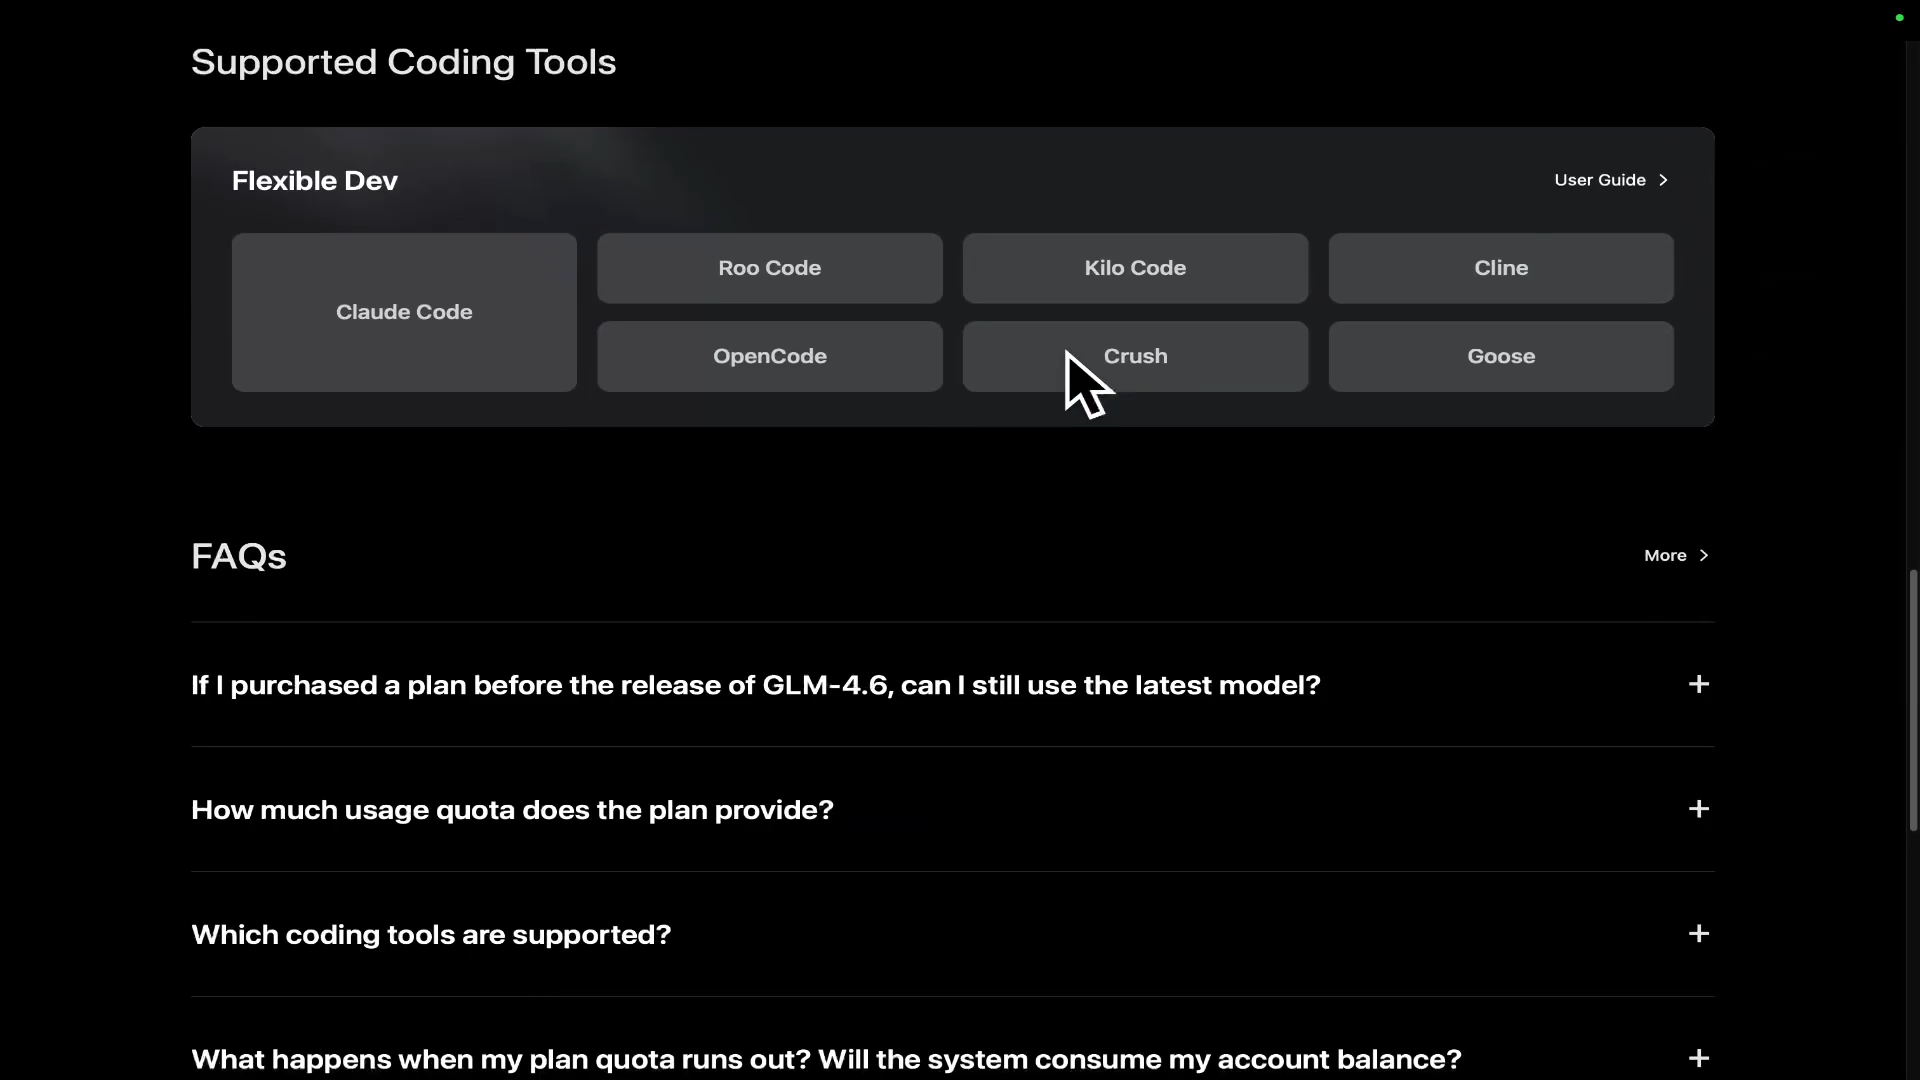 Supported Coding Tools
Flexible Dev
User Guide
Claude Code
Roo Code
Kilo Code
Cline
OpenCode
Crush
Goose
FAQs
More
If I purchased a plan before the release of GLM-4.6, can I still use the latest model?
How much usage quota does the plan provide?
Which coding tools are supported?
What happens when my plan quota runs out? Will the system consume my account balance?